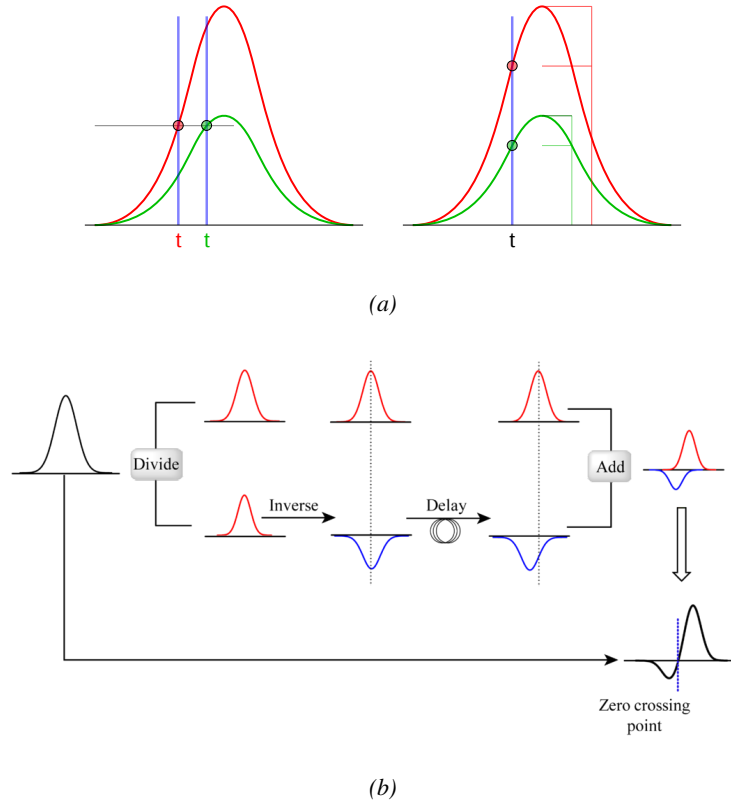 t t t
(a)
Divide
Inverse
Delay
Add
Zero crossing
point
(b)